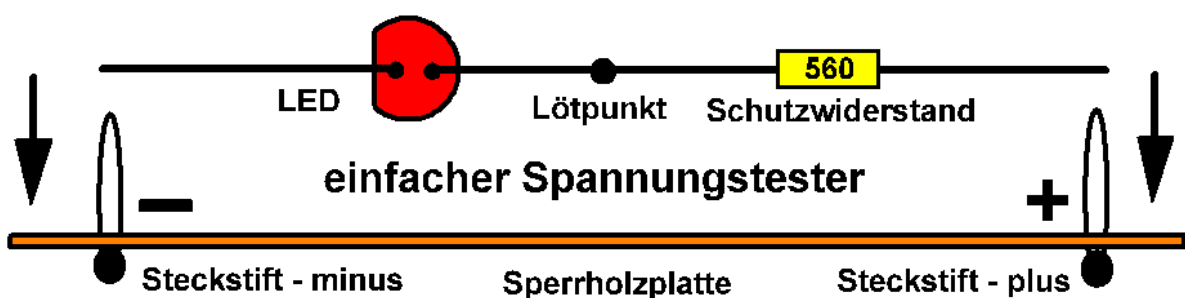 560
LED
Lötpunkt
Schutzwiderstand
einfacher Spannungstester
−
+
Steckstift - minus
Sperrholzplatte
Steckstift - plus